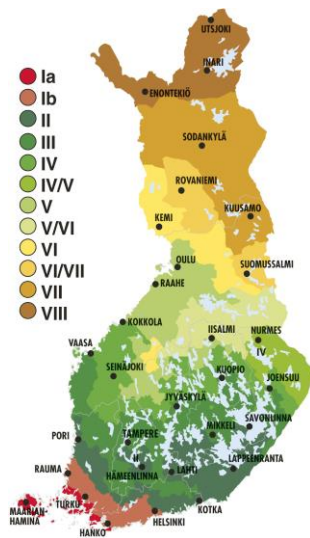 UTSJOKI
INARI
ENONTEKIÖ
Ia
Ib
II
III
IV
IV/V
V
V/VI
VI
VI/VII
VII
VIII
SODANKYLÄ
ROVANIEMI
KUUSAMO
KEMI
OULU
SUOMUSSALMI
RAAHE
KOKKOLA
IISALMI
NURMES
IV
VAASA
SEINÄJOKI
KUOPIO
JOENSUU
JYVÄSKYLÄ
SAVONLINNA
PORI
TAMPERE
MIKKELI
II
RAUMA
HÄMEENLINNA
LAHTI
LAPPEENRANTA
MAARIAN-
HAMINA
TURKU
HANKO
HELSINKI
KOTKA